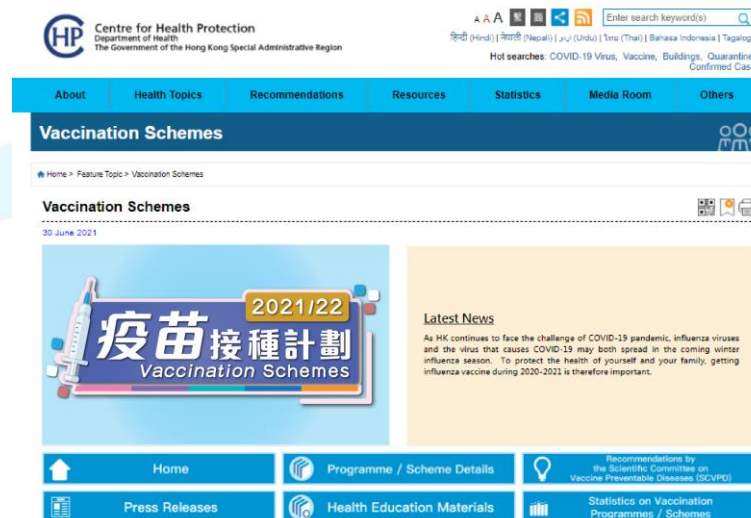 CHP
Centre for Health Protection
Department of Health
The Government of the Hong Kong Special Administrative Region
A A A 繁 簡
Enter search keyword(s)
हिन्दी (Hindi) | नेपाली (Nepali) | اردو (Urdu) | ไทย (Thai) | Bahasa Indonesia | Tagalog
Hot searches: COVID-19 Virus, Vaccine, Buildings, Quarantine
Confirmed Cas
About Health Topics Recommendations Resources Statistics Media Room Others
Vaccination Schemes
Home > Feature Topic > Vaccination Schemes
Vaccination Schemes
30 June 2021
2021/22
疫苗接種計劃
Vaccination Schemes
Latest News
As HK continues to face the challenge of COVID-19 pandemic, influenza viruses
and the virus that causes COVID-19 may both spread in the coming winter
influenza season. To protect the health of yourself and your family, getting
influenza vaccine during 2020-2021 is therefore important.
Home
Programme / Scheme Details
Recommendations by
the Scientific Committee on
Vaccine Preventable Diseases (SCVPD)
Press Releases
Health Education Materials
Statistics on Vaccination
Programmes / Schemes